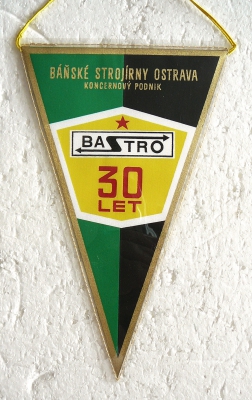 BÁŇSKÉ STROJÍRNY OSTRAVA
KONCERNOVÝ PODNIK
BASTRO
30
LET